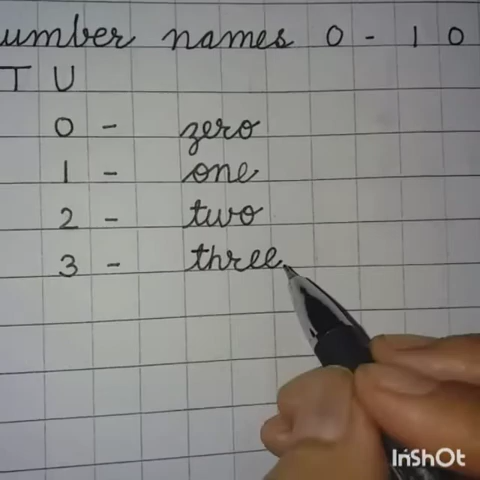 umber names 0 - 10
T U
0 - zero
1 - one
2 - two
3 - three
InShOt